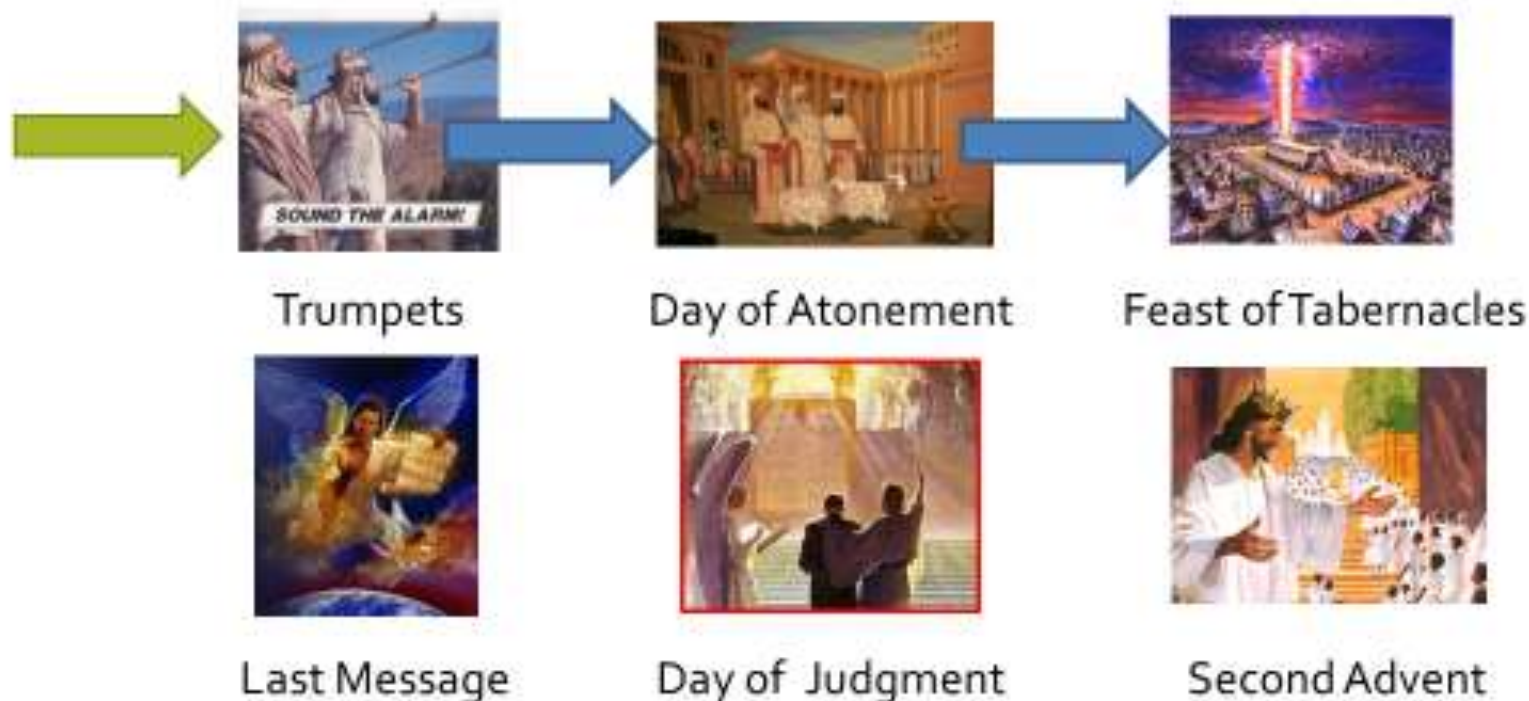 SOUND THE ALARM!
Trumpets
Day of Atonement
Feast of Tabernacles
Last Message
Day of Judgment
Second Advent